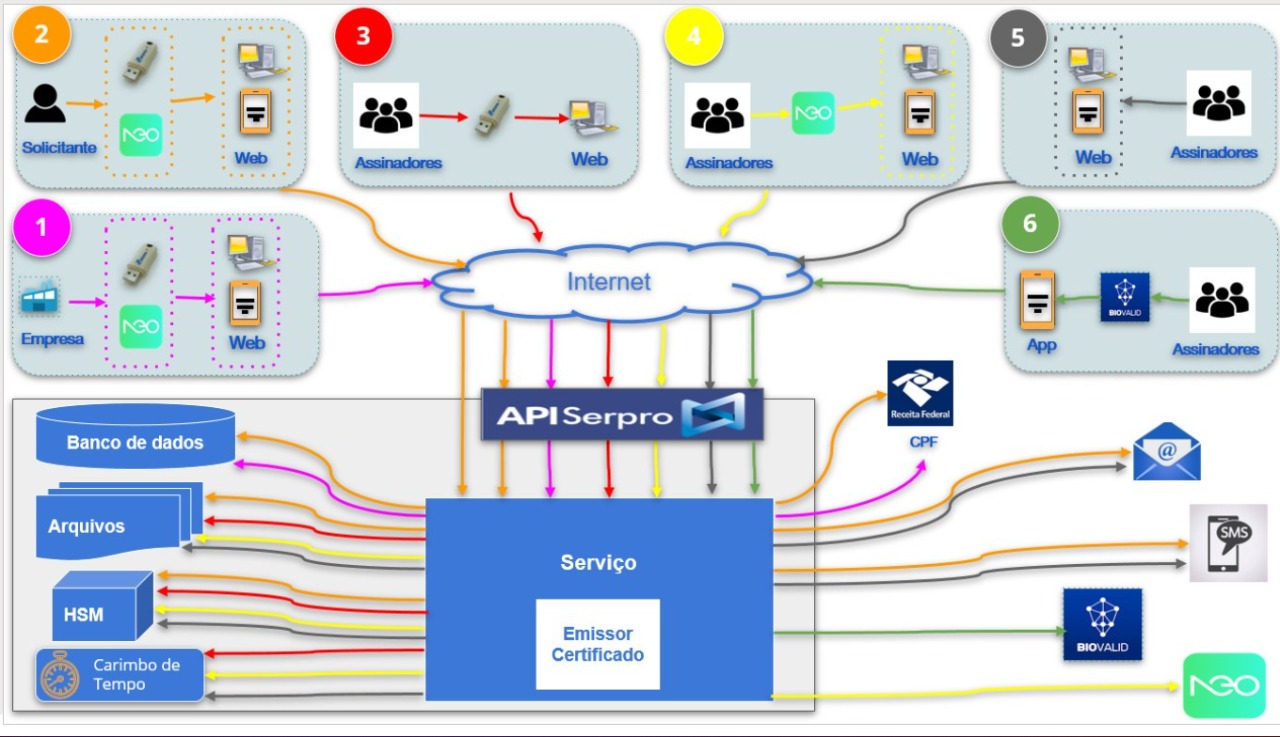 2
Solicitante
NEO
Web
3
Assinadores
Web
4
Assinadores
NEO
Web
5
Web
Assinadores
1
Empresa
NEO
Web
Internet
6
App
BIOVALID
Assinadores
API Serpro
Banco de dados
Arquivos
HSM
Carimbo de
Tempo
Serviço
Emissor
Certificado
Receita Federal
CPF
@
SMS
BIOVALID
NEO